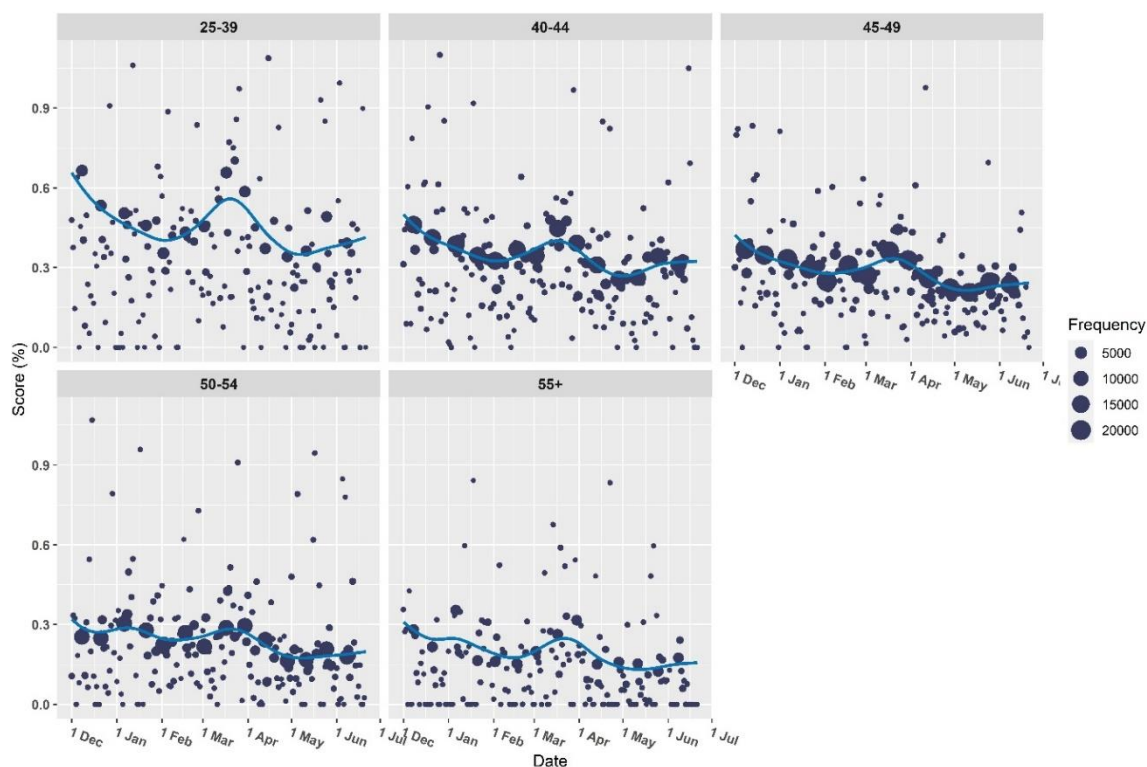 25-39
40-44
45-49
0.9
0.6
0.3
0.0
1 Dec
1 Jan
1 Feb
1 Mar
1 Apr
1 May
1 Jun
50-54
55+
0.9
0.6
0.3
0.0
1 Dec
1 Jan
1 Feb
1 Mar
1 Apr
1 May
1 Jun
1 Jul
1 Dec
1 Jan
1 Feb
1 Mar
1 Apr
1 May
1 Jun
1 Jul
Score (%)
Date
Frequency
5000
10000
15000
20000